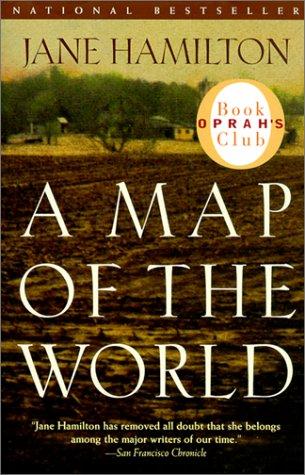 NATIONAL BESTSELLER
JANE HAMILTON
Book
OPRAH'S
Club
A MAP
OF THE
WORLD
"Jane Hamilton has removed all doubt that she belongs
among the major writers of our time."
—San Francisco Chronicle